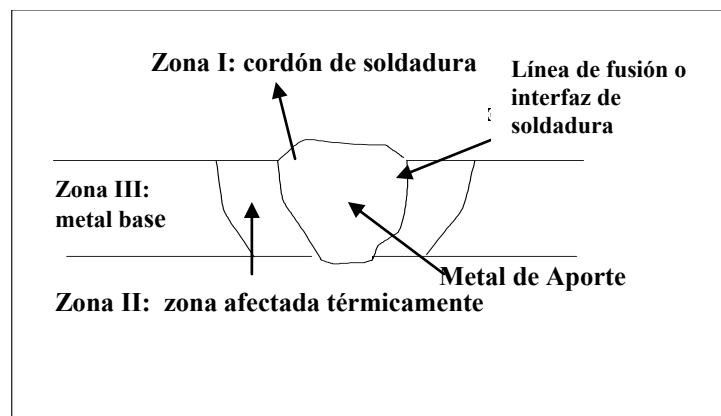 Zona I: cordón de soldadura
Línea de fusión o
interfaz de
soldadura
Zona III:
metal base
Metal de Aporte
Zona II: zona afectada térmicamente